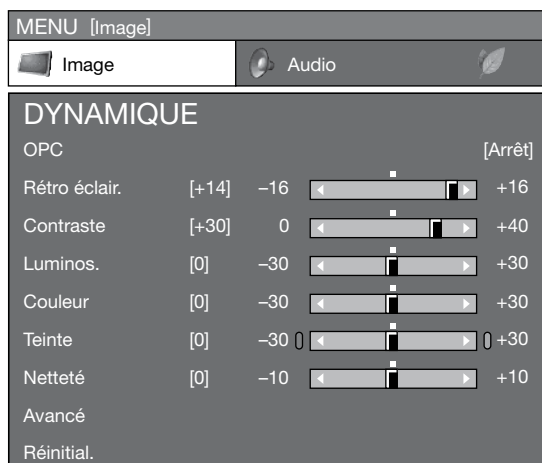 MENU [Image]
Image Audio
DYNAMIQUE
OPC [Arrêt]
Rétro éclair. [+14] –16 +16
Contraste [+30] 0 +40
Luminos. [0] –30 +30
Couleur [0] –30 +30
Teinte [0] –30 +30
Netteté [0] –10 +10
Avancé
Réinitial.